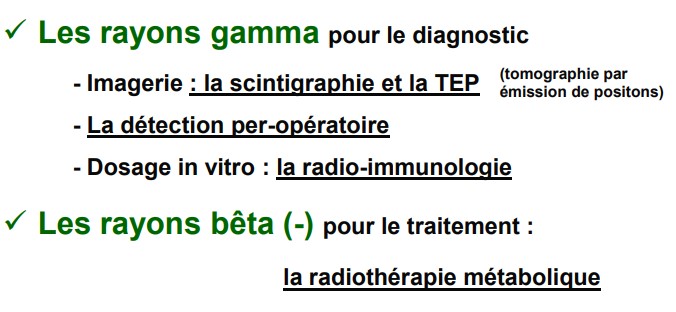 ✓ Les rayons gamma pour le diagnostic
- Imagerie : la scintigraphie et la TEP (tomographie par émission de positons)
- La détection per-opératoire
- Dosage in vitro : la radio-immunologie
✓ Les rayons bêta (-) pour le traitement :
la radiothérapie métabolique